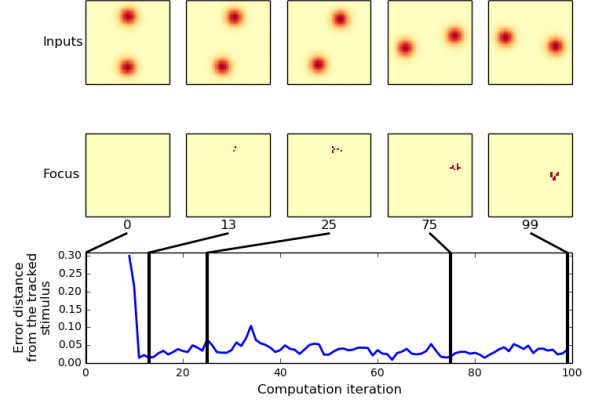 Inputs
Focus
0 13 25 75 99
Error distance
from the tracked
stimulus
0.30
0.25
0.20
0.15
0.10
0.05
0.00
0 20 40 60 80 100
Computation iteration